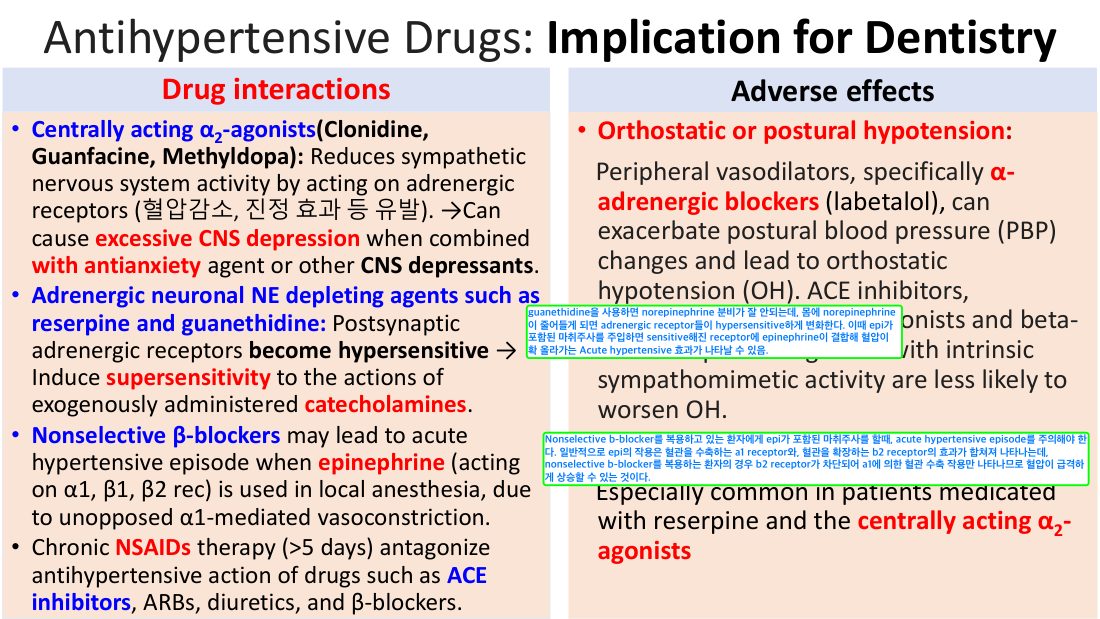 Antihypertensive Drugs: Implication for Dentistry
Drug interactions
• Centrally acting α2-agonists(Clonidine,
Guanfacine, Methyldopa): Reduces sympathetic
nervous system activity by acting on adrenergic
receptors (혈압감소, 진정 효과 등 유발). →Can
cause excessive CNS depression when combined
with antianxiety agent or other CNS depressants.
• Adrenergic neuronal NE depleting agents such as
reserpine and guanethidine: Postsynaptic
adrenergic receptors become hypersensitive →
Induce supersensitivity to the actions of
exogenously administered catecholamines.
• Nonselective β-blockers may lead to acute
hypertensive episode when epinephrine (acting
on α1, β1, β2 rec) is used in local anesthesia, due
to unopposed α1-mediated vasoconstriction.
• Chronic NSAIDs therapy (>5 days) antagonize
antihypertensive action of drugs such as ACE
inhibitors, ARBs, diuretics, and β-blockers.
Adverse effects
• Orthostatic or postural hypotension:
Peripheral vasodilators, specifically α-
adrenergic blockers (labetalol), can
exacerbate postural blood pressure (PBP)
changes and lead to orthostatic
hypotension (OH). ACE inhibitors,
onists and beta-
with intrinsic
sympathomimetic activity are less likely to
worsen OH.
guanethidine을 사용하면 norepinephrine 분비가 잘 안되는데, 몸에 norepinephrine
이 줄어들게 되면 adrenergic receptor들이 hypersensitive하게 변화한다. 이때 epi가
포함된 마취주사를 주입하면 sensitive해진 receptor에 epinephrine이 결합해 혈압이
확 올라가는 Acute hypertensive 효과가 나타날 수 있음.
Nonselective b-blocker를 복용하고 있는 환자에게 epi가 포함된 마취주사를 할때, acute hypertensive episode를 주의해야 한
다. 일반적으로 epi의 작용은 혈관을 수축하는 a1 receptor와, 혈관을 확장하는 b2 receptor의 효과가 합쳐져 나타나는데,
nonselective b-blocker를 복용하는 환자의 경우 b2 receptor가 차단되어 a1에 의한 혈관 수축 작용만 나타나므로 혈압이 급격하
게 상승할 수 있는 것이다.
Especially common in patients medicated
with reserpine and the centrally acting α2-
agonists